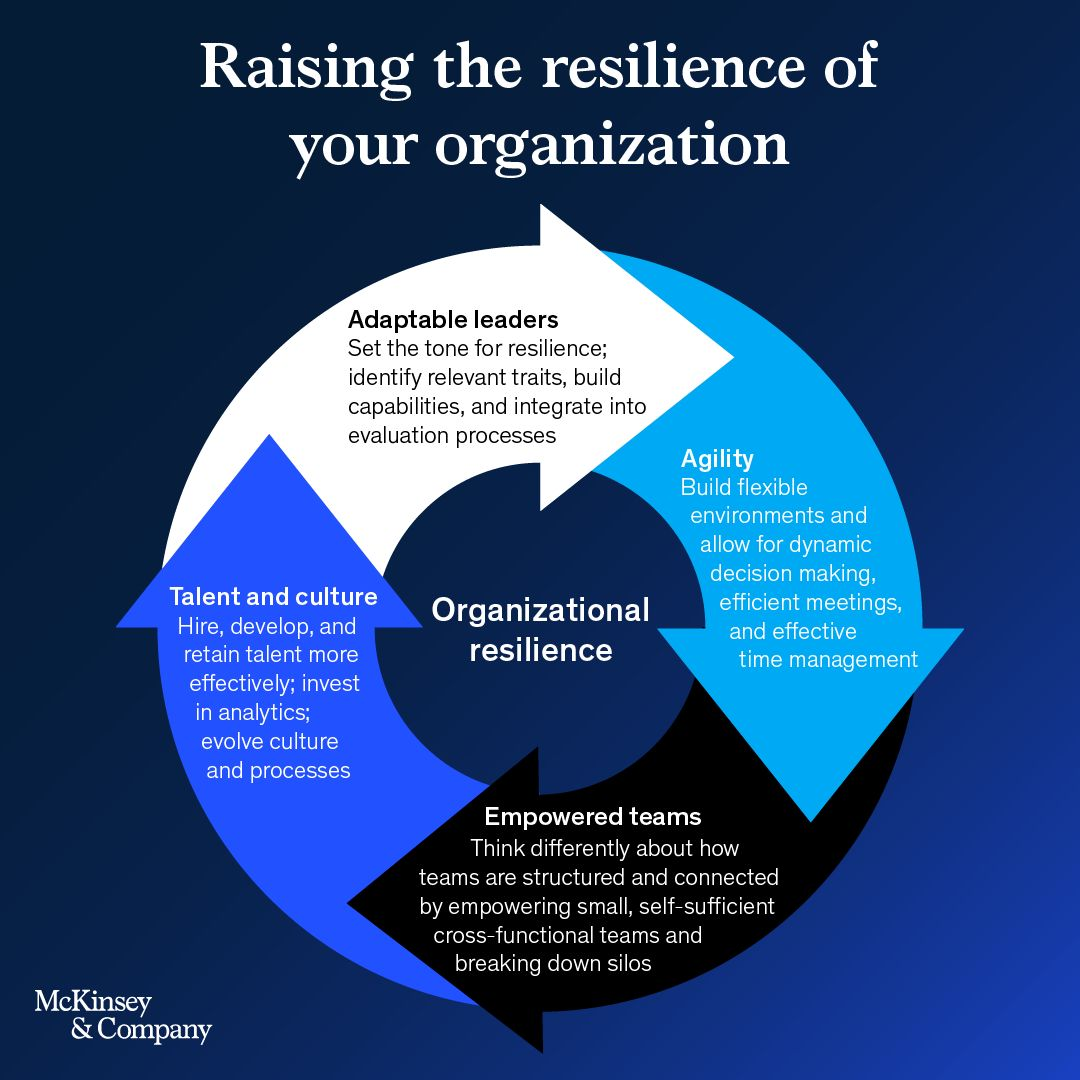 Raising the resilience of
your organization
Adaptable leaders
Set the tone for resilience;
identify relevant traits, build
capabilities, and integrate into
evaluation processes
Agility
Build flexible
environments and
allow for dynamic
decision making,
efficient meetings,
and effective
time management
Organizational
resilience
Talent and culture
Hire, develop, and
retain talent more
effectively; invest
in analytics;
evolve culture
and processes
Empowered teams
Think differently about how
teams are structured and connected
by empowering small, self-sufficient
cross-functional teams and
breaking down silos
McKinsey
& Company